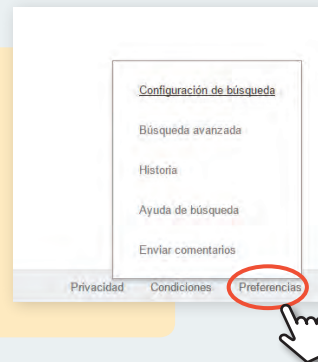 Configuración de búsqueda
Búsqueda avanzada
Historia
Ayuda de búsqueda
Enviar comentarios
Privacidad Condiciones Preferencias